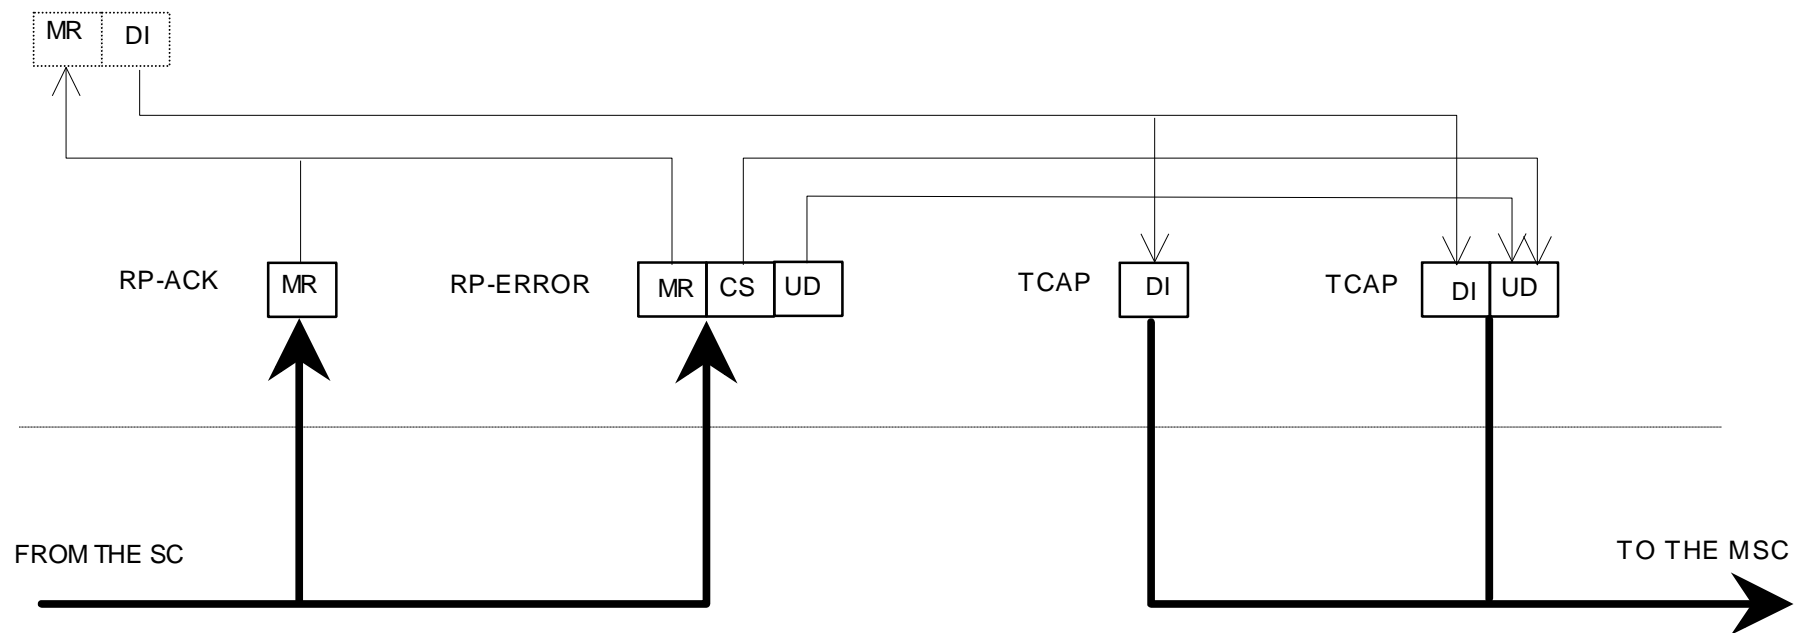 MR DI
RP-ACK MR RP-ERROR MR CS UD TCAP DI TCAP DI UD
FROM THE SC TO THE MSC